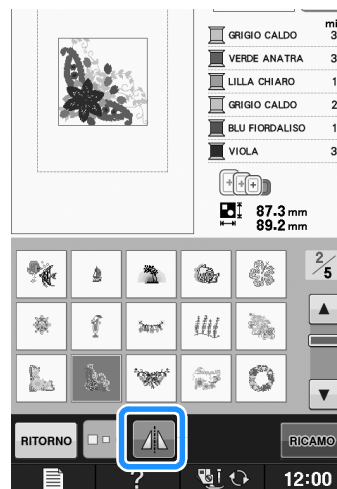 mi
GRIGIO CALDO 3
VERDE ANATRA 3
LILLA CHIARO 1
GRIGIO CALDO 2
BLU FIORDALISO 1
VIOLA 3
87.3 mm
89.2 mm
2/5
RITORNO
RICAMO
?
12:00